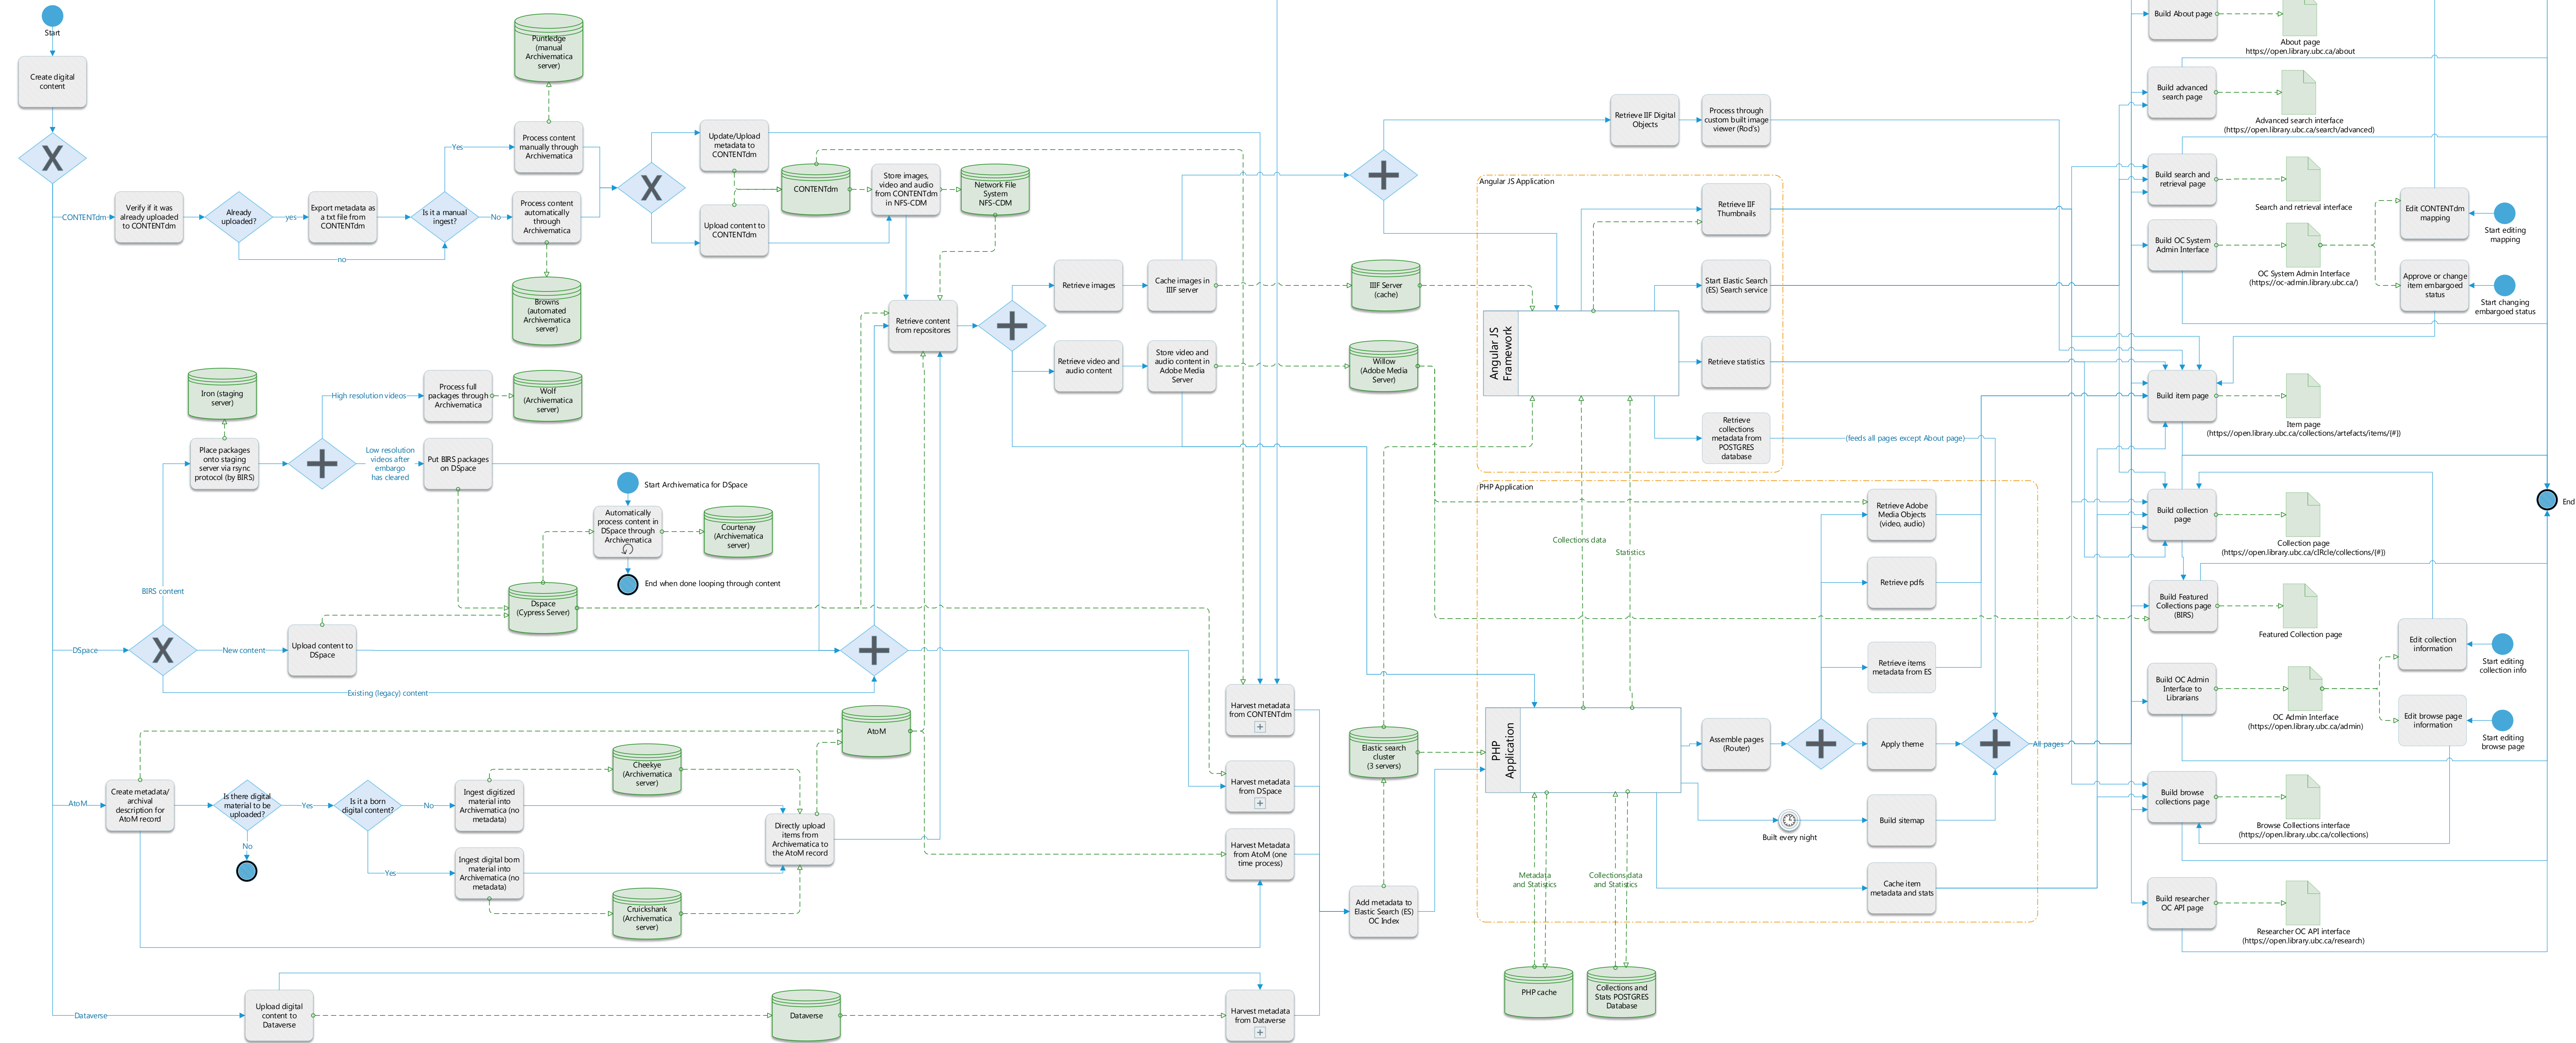 Start
Create digital
content
CONTENTdm
Verify if it was
already uploaded
to CONTENTdm
Already
uploaded?
yes
no
Export metadata as
a txt file from
CONTENTdm
Is it a manual
ingest?
Yes
No
Puntledge
(manual
Archivematica
server)
Process content
manually through
Archivematica
Process content
automatically
through
Archivematica
Browns
(automated
Archivematica
server)
Update/Upload
metadata to
CONTENTdm
Upload content to
CONTENTdm
CONTENTdm
Store images,
video and audio
from CONTENTdm
in NFS-CDM
Network File
System
NFS-CDM
Retrieve content
from repositores
Retrieve images
Cache images in
IIIF server
Retrieve video and
audio content
Store video and
audio content in
Adobe Media
Server
IIIF Server
(cache)
Willow
(Adobe Media
Server)
Iron (staging
server)
Place packages
onto staging
server via rsync
protocol (by BIRS)
High resolution videos
Process full
packages through
Archivematica
Wolf
(Archivematica
server)
Low resolution
videos after
embargo
has cleared
Put BIRS packages
on DSpace
Start Archivematica for DSpace
Automatically
process content in
DSpace through
Archivematica
Courtenay
(Archivematica
server)
End when done looping through content
Dspace
(Cypress Server)
BIRS content
DSpace
New content
Upload content to
DSpace
Existing (legacy) content
AtoM
AtoM
Create metadata/
archival
description for
AtoM record
Is there digital
material to be
uploaded?
Yes
No
Is it a born
digital content?
No
Yes
Ingest digitized
material into
Archivematica (no
metadata)
Ingest digital born
material into
Archivematica (no
metadata)
Cheekye
(Archivematica
server)
Cruickshank
(Archivematica
server)
Directly upload
items from
Archivematica to
the AtoM record
Dataverse
Upload digital
content to
Dataverse
Dataverse
Harvest metadata
from CONTENTdm
Harvest metadata
from DSpace
Harvest Metadata
from AtoM (one
time process)
Harvest metadata
from Dataverse
Add metadata to
Elastic Search (ES)
OC Index
Elastic search
cluster
(3 servers)
Retrieve IIF Digital
Objects
Process through
custom built image
viewer (Rod's)
Angular JS Application
Angular JS
Framework
Retrieve IIF
Thumbnails
Start Elastic Search
(ES) Search service
Retrieve statistics
Retrieve
collections
metadata from
POSTGRES
database
(feeds all pages except About page)
PHP Application
Collections data
Statistics
PHP
Application
Retrieve Adobe
Media Objects
(video, audio)
Retrieve pdfs
Retrieve items
metadata from ES
Assemble pages
(Router)
Apply theme
All pages
Built every night
Build sitemap
Cache item
metadata and stats
Metadata
and Statistics
Collections data
and Statistics
PHP cache
Collections and
Stats POSTGRES
Database
Build About page
About page
https://open.library.ubc.ca/about
Build advanced
search page
Advanced search interface
(https://open.library.ubc.ca/search/advanced)
Build search and
retrieval page
Search and retrieval interface
Build OC System
Admin Interface
OC System Admin Interface
(https://oc-admin.library.ubc.ca/)
Edit CONTENTdm
mapping
Start editing
mapping
Approve or change
item embargoed
status
Start changing
embargoed status
Build item page
Item page
(https://open.library.ubc.ca/collections/artefacts/items/{#})
Build collection
page
Collection page
(https://open.library.ubc.ca/cIRcle/collections/{#})
End
Build Featured
Collections page
(BIRS)
Featured Collection page
Edit collection
information
Start editing
collection info
Build OC Admin
Interface to
Librarians
OC Admin Interface
(https://open.library.ubc.ca/admin)
Edit browse page
information
Start editing
browse page
Build browse
collections page
Browse Collections interface
(https://open.library.ubc.ca/collections)
Build researcher
OC API page
Researcher OC API interface
(https://open.library.ubc.ca/research)